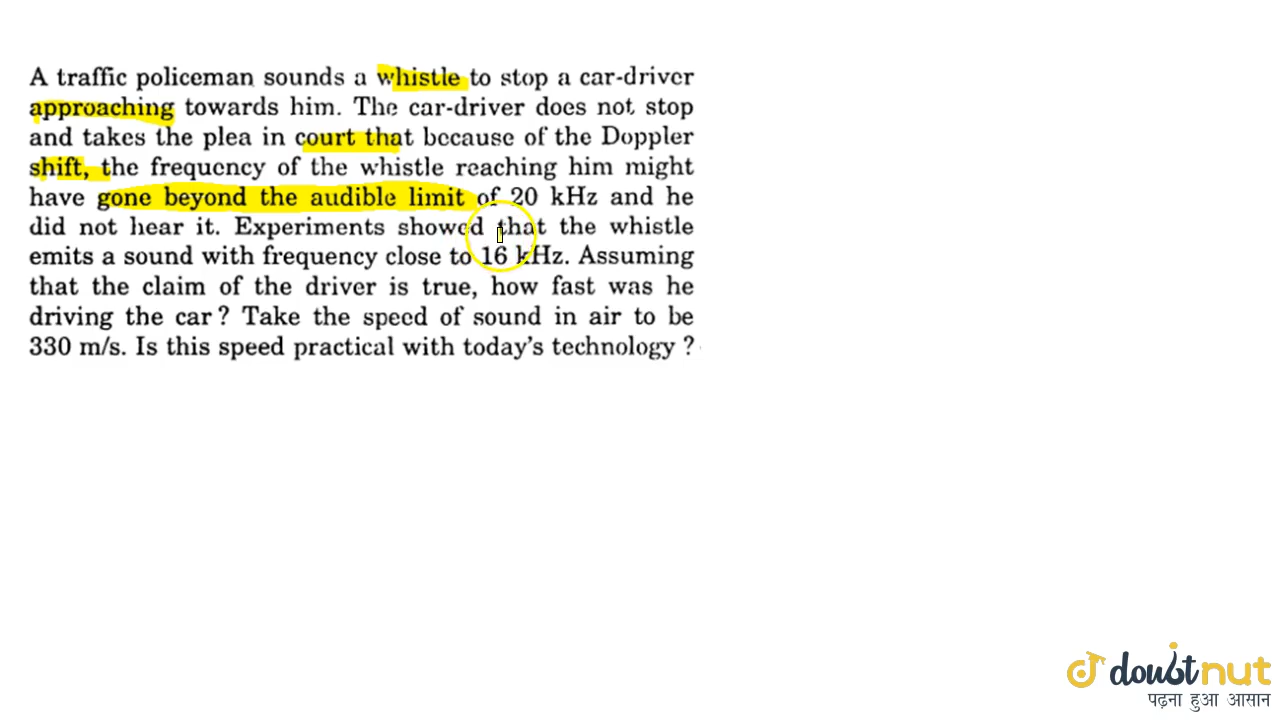 A traffic policeman sounds a whistle to stop a car-driver
approaching towards him. The car-driver does not stop
and takes the plea in court that because of the Doppler
shift, the frequency of the whistle reaching him might
have gone beyond the audible limit of 20 kHz and he
did not hear it. Experiments showed that the whistle
emits a sound with frequency close to 16 kHz. Assuming
that the claim of the driver is true, how fast was he
driving the car ? Take the speed of sound in air to be
330 m/s. Is this speed practical with today's technology ?
doubtnut
पढ़ना हुआ आसान